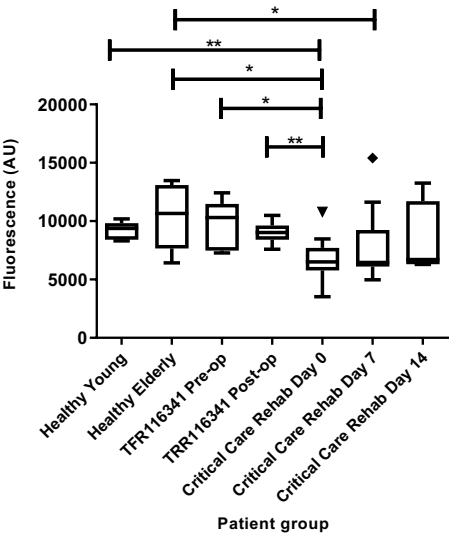 *
**
*
*
**
20000
15000
10000
5000
0
Fluorescence (AU)
Healthy Young
Healthy Elderly
TFR116341 Pre-op
TRR116341 Post-op
Critical Care Rehab Day 0
Critical Care Rehab Day 7
Critical Care Rehab Day 14
Patient group